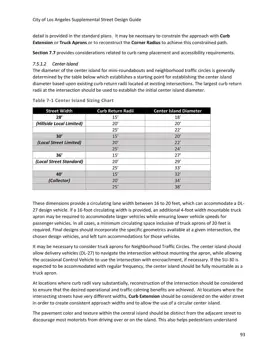 City of Los Angeles Supplemental Street Design Guide
detail is provided in the standard plans. It may be necessary to constrain the approach with Curb
Extension or Truck Aprons or to reconstruct the Corner Radius to achieve this constrained path.
Section 7.7 provides considerations related to curb ramp placement and accessibility requirements.
7.5.1.2 Center Island
The diameter of the center island for mini-roundabouts and neighborhood traffic circles is generally
determined by the table below which establishes a starting point for establishing the center island
diameter based upon existing curb return radii located at existing intersections. The largest curb return
radii at the intersection should be used to establish the initial center island diameter.
Table 7-1 Center Island Sizing Chart
Street Width Curb Return Radii Center Island Diameter
28' 15' 18'
(Hillside Local Limited) 20' 20'
25' 22'
30' 15' 20'
(Local Street Limited) 20' 22'
25' 24'
36' 15' 27'
(Local Street Standard) 20' 29'
25' 33'
40' 15' 32'
(Collector) 20' 34'
25' 36'
These dimensions provide a circulating lane width between 16 to 20 feet, which can accommodate a DL-
27 design vehicle. If a 16-foot circulating width is provided, an additional 4-foot width mountable truck
apron may be required to accommodate larger vehicles while ensuring lower vehicle speeds for
passenger vehicles. In all cases, a minimum circulating space inclusive of truck aprons of 20 feet is
required. Final designs should incorporate the specific geometrics available at a given intersection, the
chosen design vehicles, and left turn accommodations for those vehicles.
It may be necessary to consider truck aprons for Neighborhood Traffic Circles. The center island should
allow delivery vehicles (DL-27) to navigate the intersection without mounting the apron, while allowing
the occasional Control Vehicle to use the intersection with encroachment, if necessary. If the SU-30 is
expected to be accommodated with regular frequency, the center island should be fully mountable as a
truck apron.
At locations where curb radii vary substantially, reconstruction of the intersection should be considered
to ensure that the desired operational and traffic calming benefits are achieved. At locations where the
intersecting streets have very different widths, Curb Extension should be considered on the wider street
in order to create consistent approach widths and to allow the use of a circular center island.
The pavement color and texture within the central island should be distinct from the adjacent street to
discourage most motorists from driving over or on the island. This also helps pedestrians understand
93